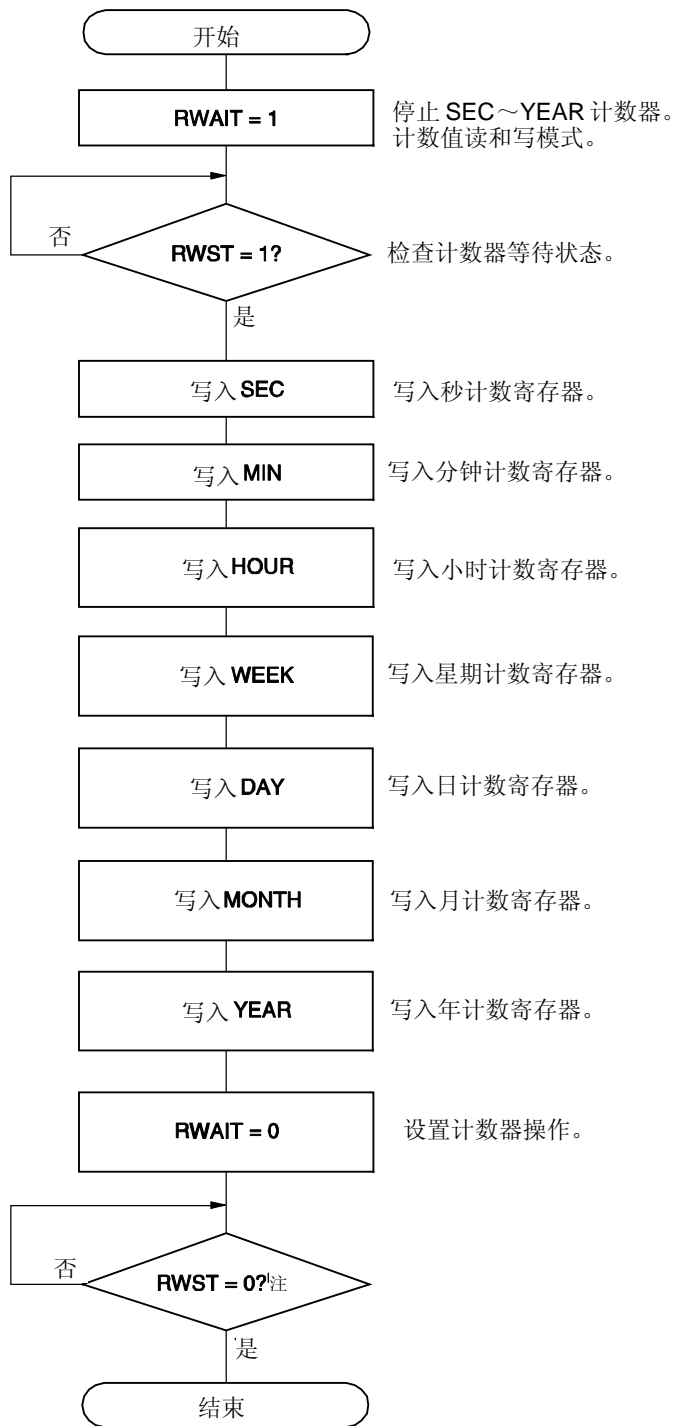 开始
RWAIT = 1
停止 SEC～YEAR 计数器。
计数值读和写模式。
否
RWST = 1?
检查计数器等待状态。
是
写入 SEC
写入秒计数寄存器。
写入 MIN
写入分钟计数寄存器。
写入 HOUR
写入小时计数寄存器。
写入 WEEK
写入星期计数寄存器。
写入 DAY
写入日计数寄存器。
写入 MONTH
写入月计数寄存器。
写入 YEAR
写入年计数寄存器。
RWAIT = 0
设置计数器操作。
否
RWST = 0?注
是
结束